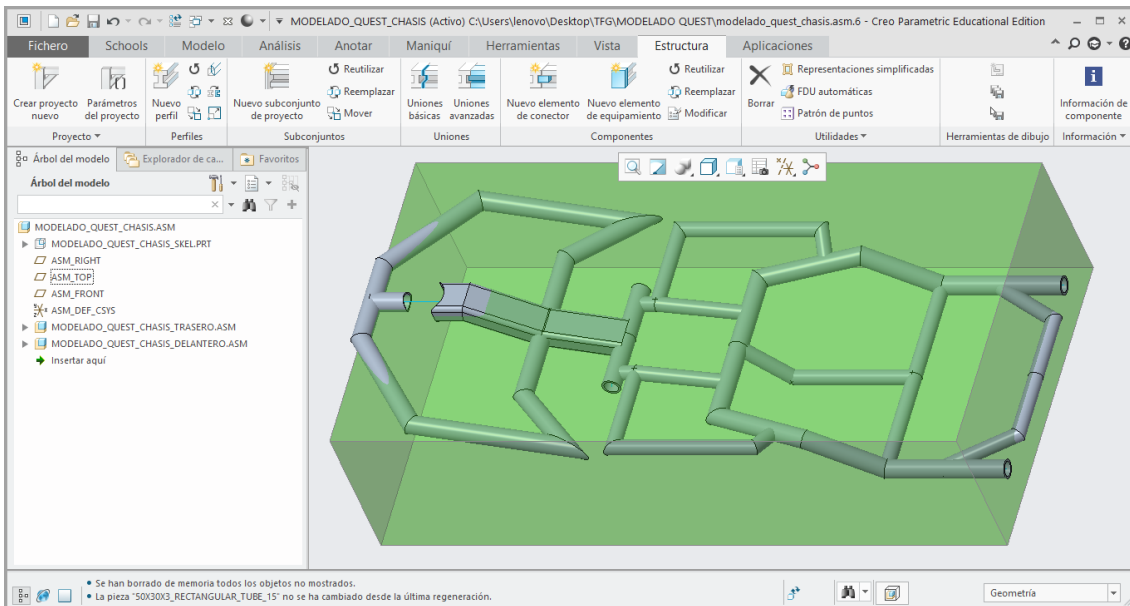 MODELADO_QUEST_CHASIS (Activo) C:\Users\lenovo\Desktop\TFG\MODELADO QUEST\modelado_quest_chasis.asm.6 - Creo Parametric Educational Edition
Fichero Schools Modelo Análisis Anotar Maniquí Herramientas Vista Estructura Aplicaciones
Crear proyecto nuevo
Parámetros del proyecto
Nuevo perfil
Nuevo subconjunto de proyecto
Reutilizar
Reemplazar
Mover
Uniones básicas
Uniones avanzadas
Nuevo elemento de conector
Nuevo elemento de equipamiento
Reutilizar
Reemplazar
Modificar
Borrar
Representaciones simplificadas
FDU automáticas
Patrón de puntos
Información de componente
Proyecto Perfiles Subconjuntos Uniones Componentes Utilidades Herramientas de dibujo Información
Árbol del modelo Explorador de ca... Favoritos
Árbol del modelo
MODELADO_QUEST_CHASIS.ASM
MODELADO_QUEST_CHASIS_SKEL.PRT
ASM_RIGHT
ASM_TOP
ASM_FRONT
ASM_DEF_CSYS
MODELADO_QUEST_CHASIS_TRASERO.ASM
MODELADO_QUEST_CHASIS_DELANTERO.ASM
Insertar aquí
• Se han borrado de memoria todos los objetos no mostrados.
• La pieza "50X30X3_RECTANGULAR_TUBE_15" no se ha cambiado desde la última regeneración.
Geometría